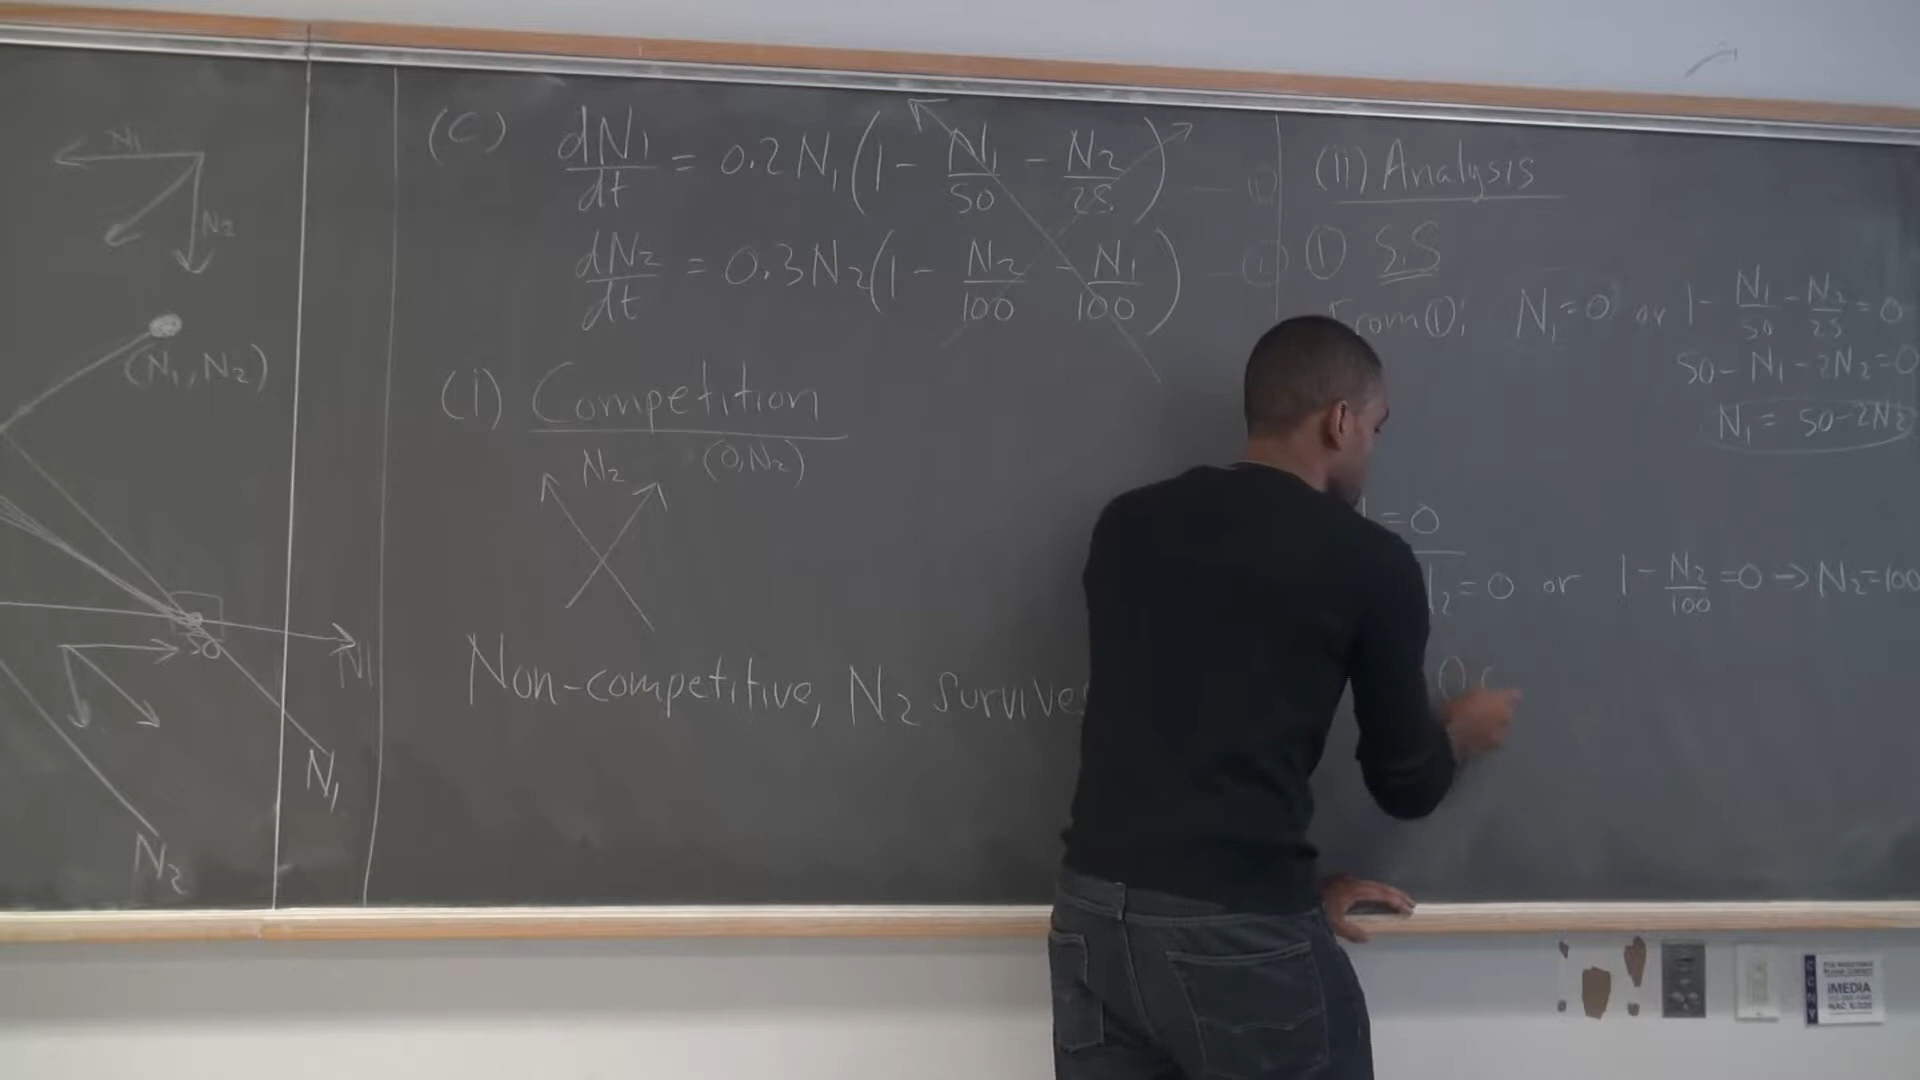 N₁
N₂
(N₁, N₂)
50
N₁
N₁
N₂
(C) dN₁/dt = 0.2N₁(1 - N₁/50 - N₂/25) — ①
dN₂/dt = 0.3N₂(1 - N₂/100 - N₁/100) —
(i) Competition
N₂ (0,N₂)
Non-competitive, N₂ survives
(ii) Analysis
① S.S
From ①: N₁=0 or 1 - N₁/50 - N₂/25 = 0
50 - N₁ - 2N₂ = 0
N₁ = 50 - 2N₂
=0
₂=0 or 1 - N₂/100 = 0 → N₂=100
CCNY
iMEDIA